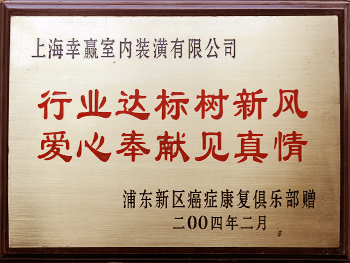 上海幸赢室内装潢有限公司
行业达标树新风
爱心奉献见真情
浦东新区癌症康复俱乐部赠
二00四年二月